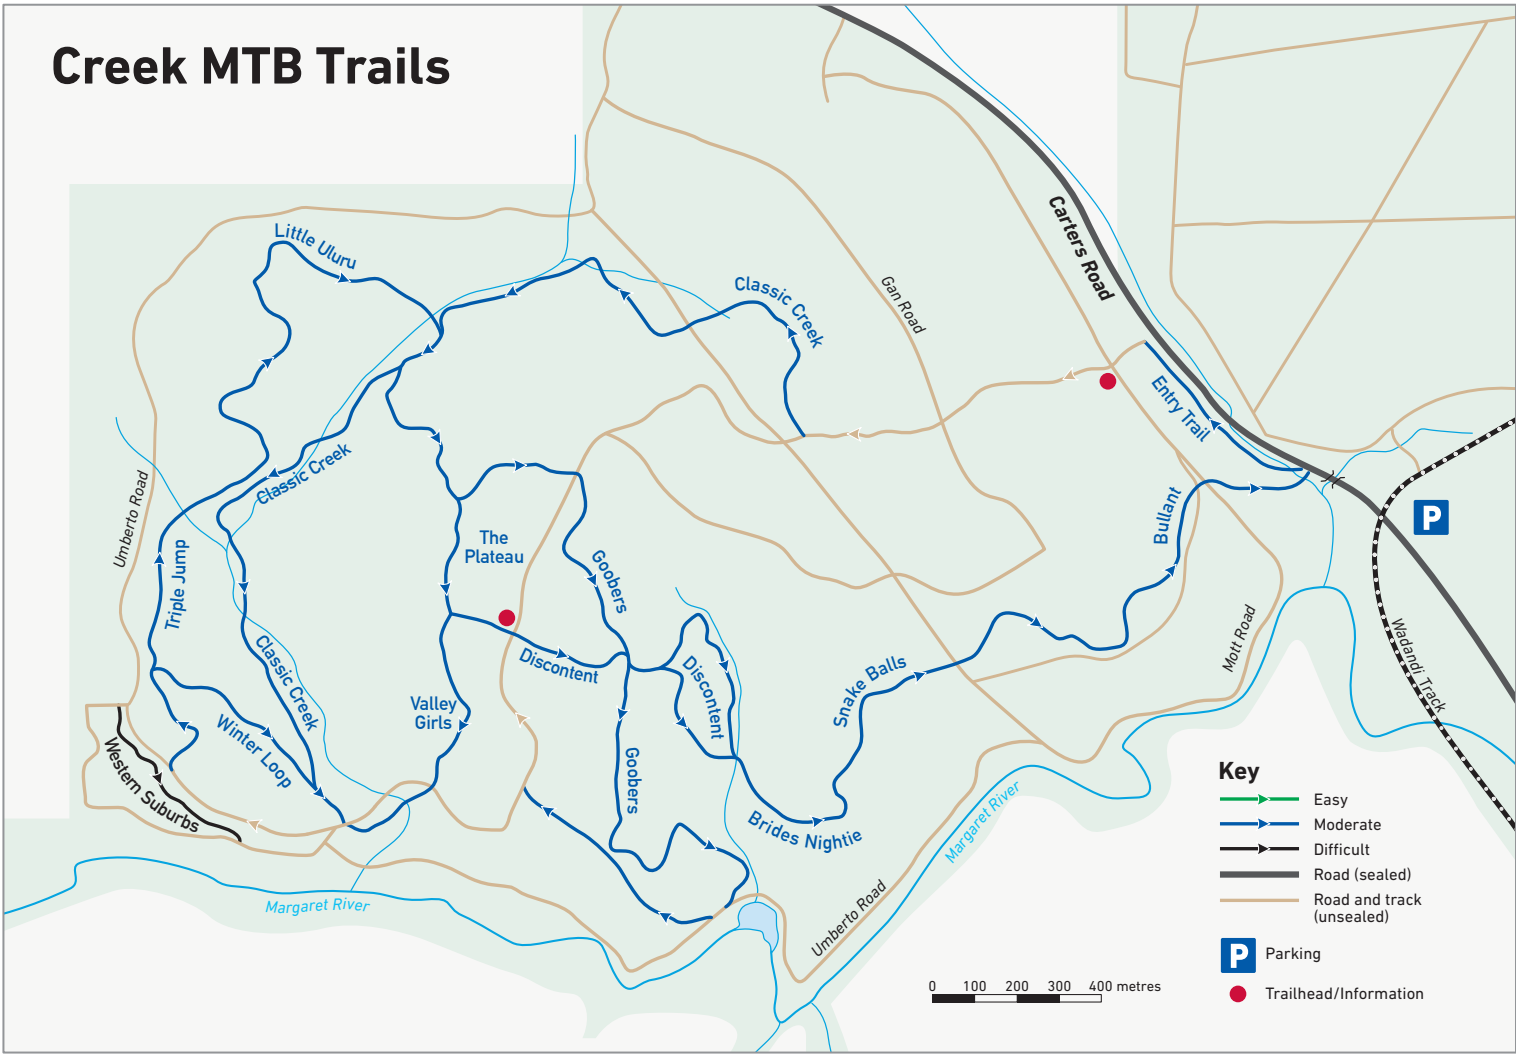 Creek MTB Trails
Little Uluru
Classic Creek
Gan Road
Carters Road
Entry Trail
Umberto Road
Classic Creek
Triple Jump
The
Plateau
Goobers
Bullant
P
Discontent
Classic Creek
Valley
Girls
Winter Loop
Western Suburbs
Discontent
Goobers
Snake Balls
Brides Nightie
Mott Road
Wadandi Track
Margaret River
Umberto Road
Margaret River
0 100 200 300 400 metres
Key
Easy
Moderate
Difficult
Road (sealed)
Road and track
(unsealed)
P Parking
Trailhead/Information